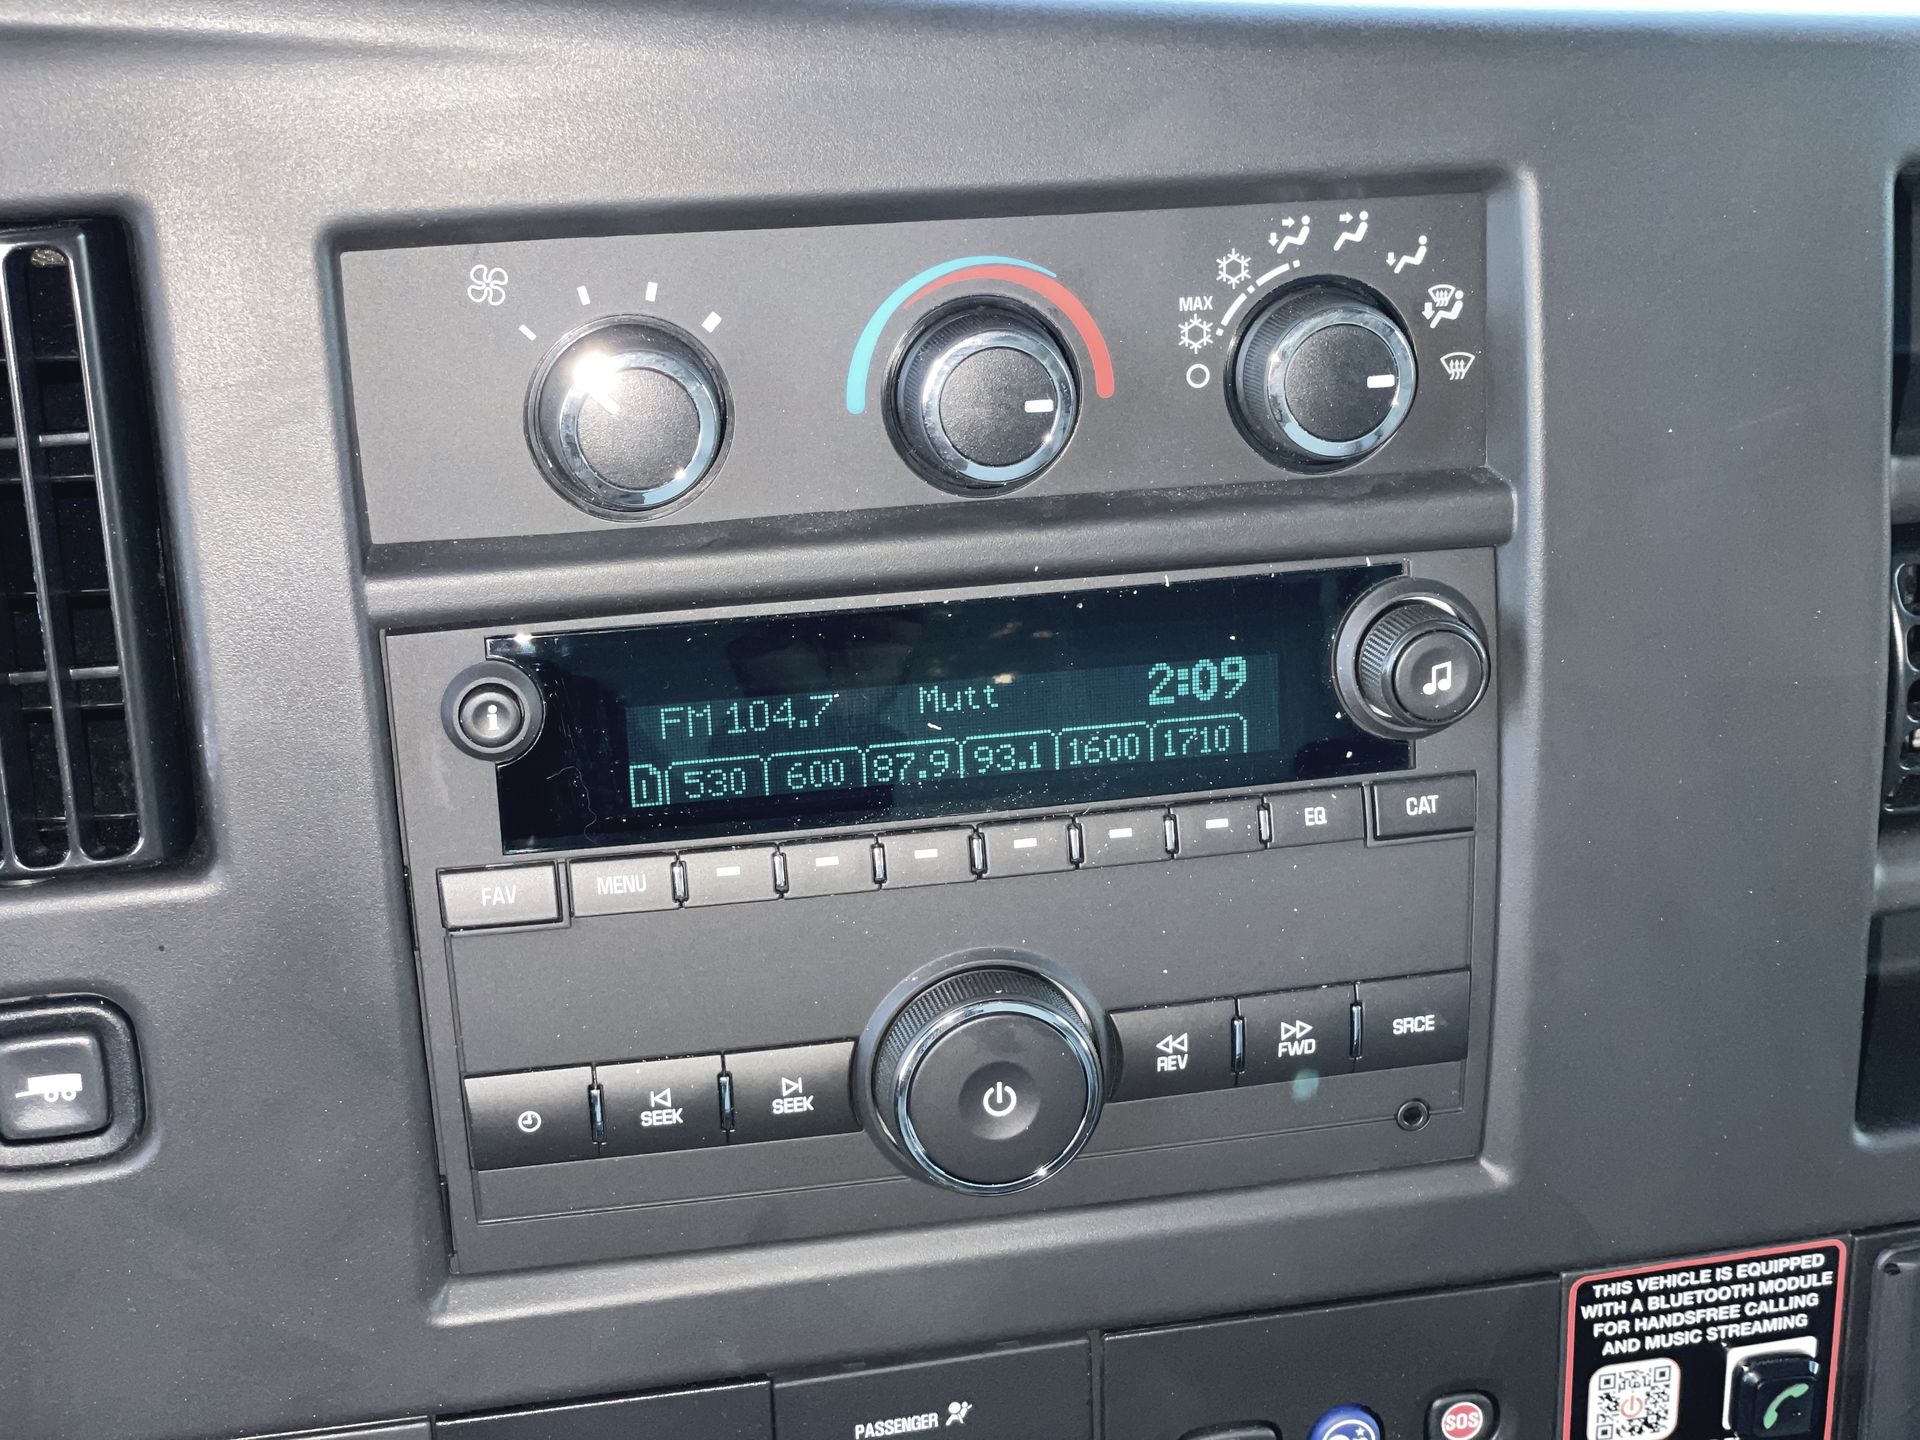 MAX
FM 104.7 Mutt 2:09
530 600 87.9 93.1 1600 1710
FAV MENU EQ CAT
SEEK SEEK REV FWD SRCE
THIS VEHICLE IS EQUIPPED
WITH A BLUETOOTH MODULE
FOR HANDSFREE CALLING
AND MUSIC STREAMING
PASSENGER
SOS